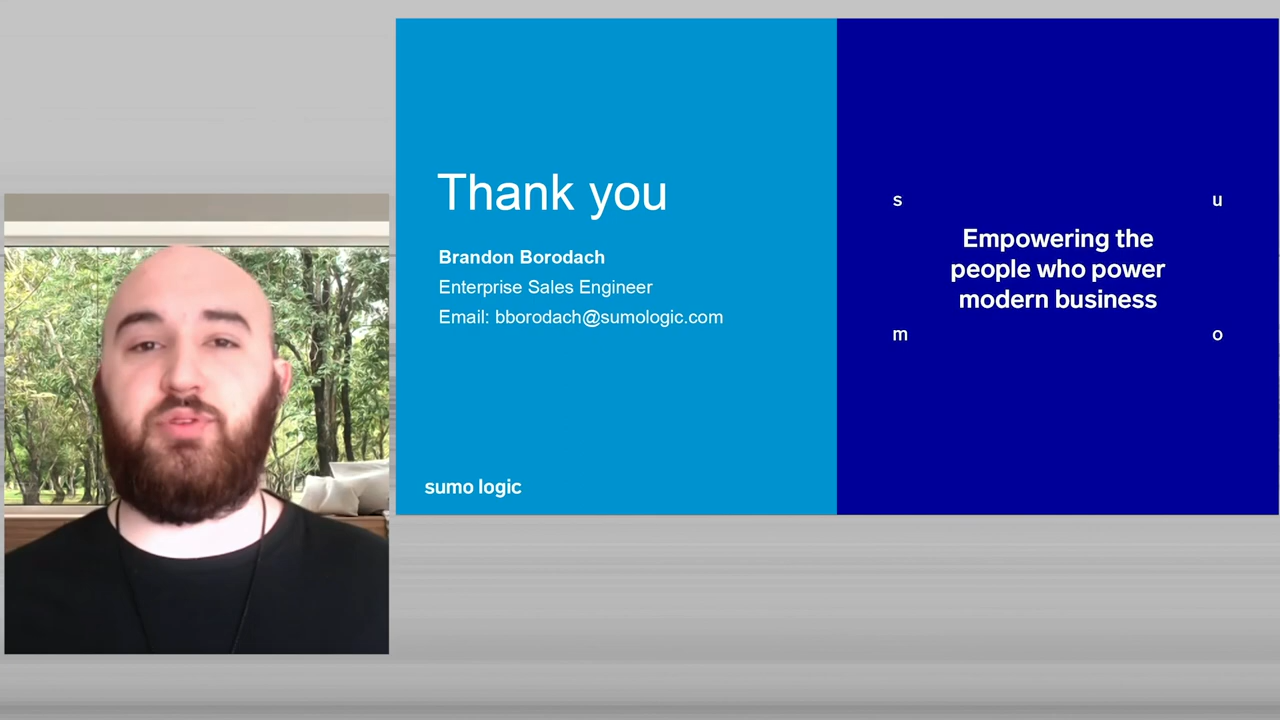 Thank you
Brandon Borodach
Enterprise Sales Engineer
Email: bborodach@sumologic.com
sumo logic
s u
Empowering the
people who power
modern business
m o